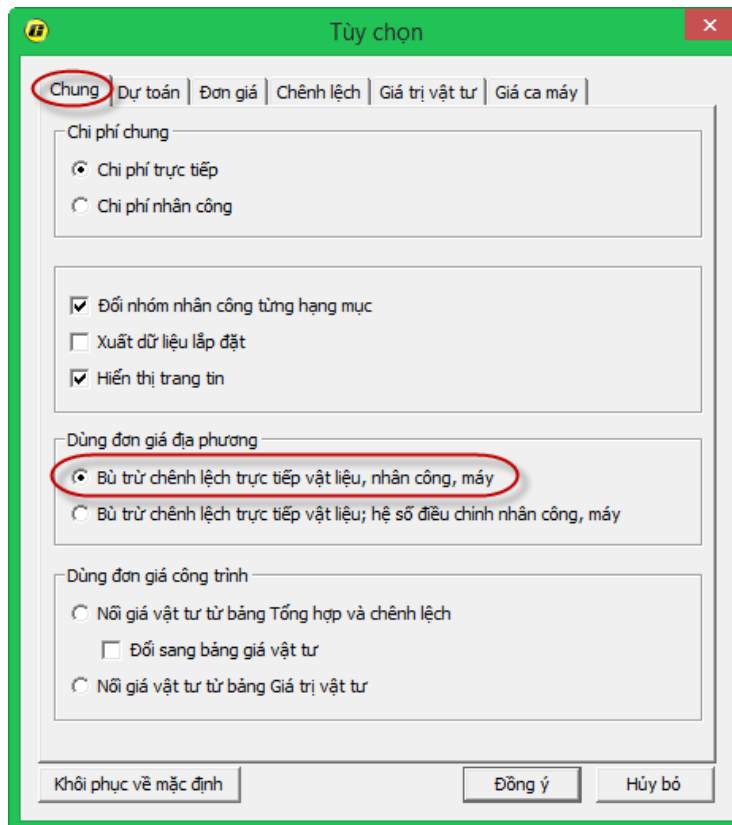 Tùy chọn
Chung Dự toán Đơn giá Chênh lệch Giá trị vật tư Giá ca máy
Chi phí chung
Chi phí trực tiếp
Chi phí nhân công
Đổi nhóm nhân công từng hạng mục
Xuất dữ liệu lắp đặt
Hiển thị trang tin
Dùng đơn giá địa phương
Bù trừ chênh lệch trực tiếp vật liệu, nhân công, máy
Bù trừ chênh lệch trực tiếp vật liệu; hệ số điều chỉnh nhân công, máy
Dùng đơn giá công trình
Nối giá vật tư từ bảng Tổng hợp và chênh lệch
Đổi sang bảng giá vật tư
Nối giá vật tư từ bảng Giá trị vật tư
Khôi phục về mặc định Đồng ý Hủy bỏ